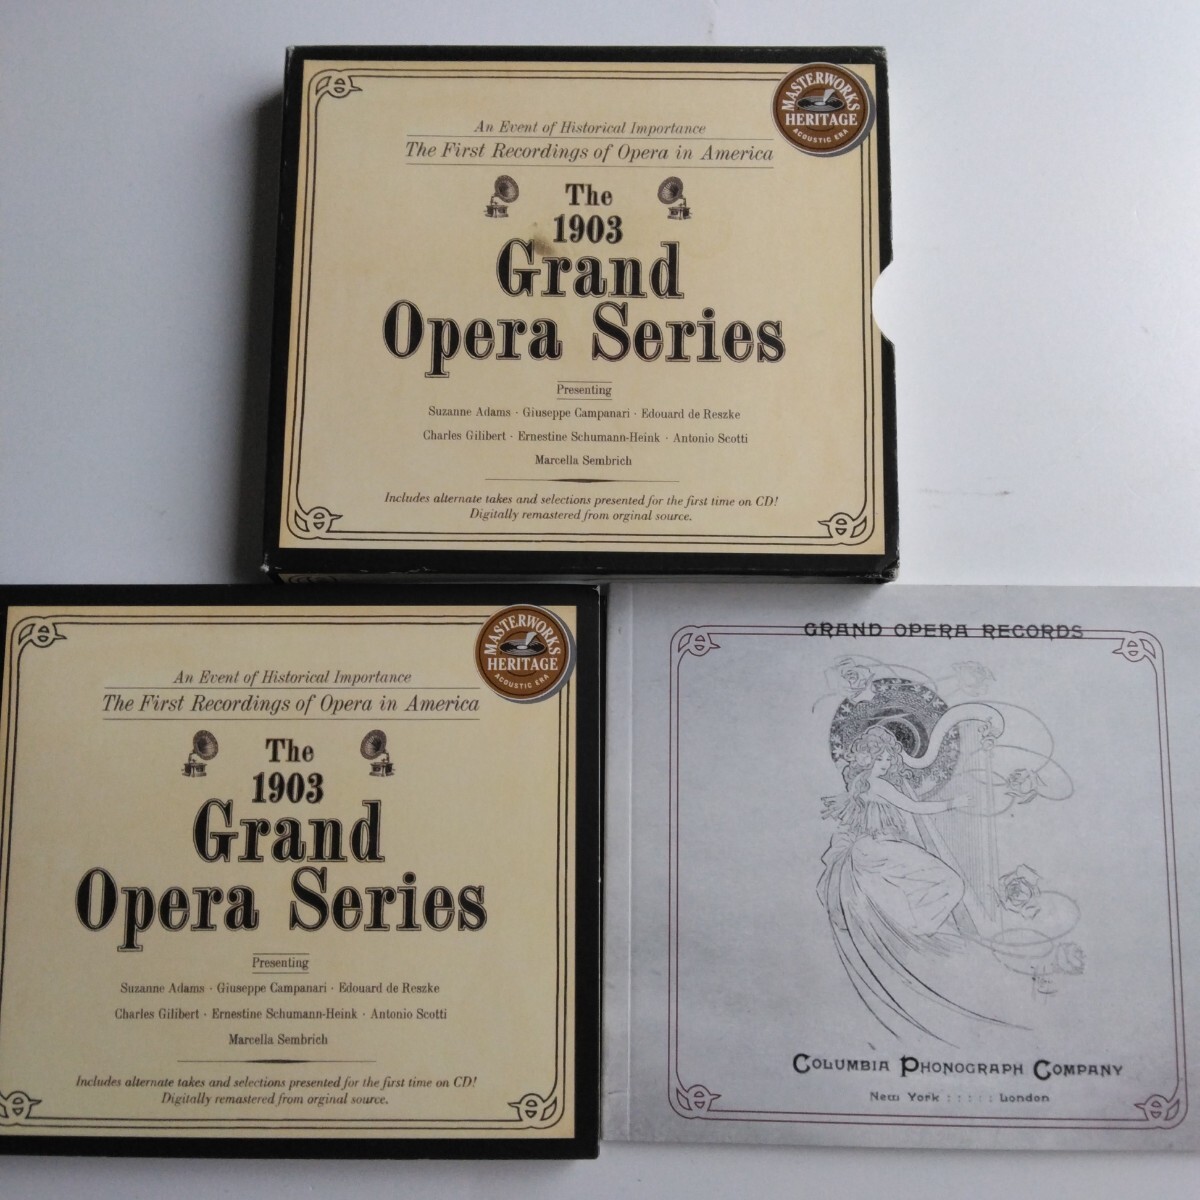 An Event of Historical Importance
The First Recordings of Opera in America
MASTERWORKS
HERITAGE
ACOUSTIC ERA
The
1903
Grand
Opera Series
Presenting
Suzanne Adams · Giuseppe Campanari · Edouard de Reszke
Charles Gilibert · Ernestine Schumann-Heink · Antonio Scotti
Marcella Sembrich
Includes alternate takes and selections presented for the first time on CD!
Digitally remastered from orginal source.
An Event of Historical Importance
The First Recordings of Opera in America
MASTERWORKS
HERITAGE
ACOUSTIC ERA
The
1903
Grand
Opera Series
Presenting
Suzanne Adams · Giuseppe Campanari · Edouard de Reszke
Charles Gilibert · Ernestine Schumann-Heink · Antonio Scotti
Marcella Sembrich
Includes alternate takes and selections presented for the first time on CD!
Digitally remastered from orginal source.
GRAND OPERA RECORDS
COLUMBIA PHONOGRAPH COMPANY
New York : : : : : London